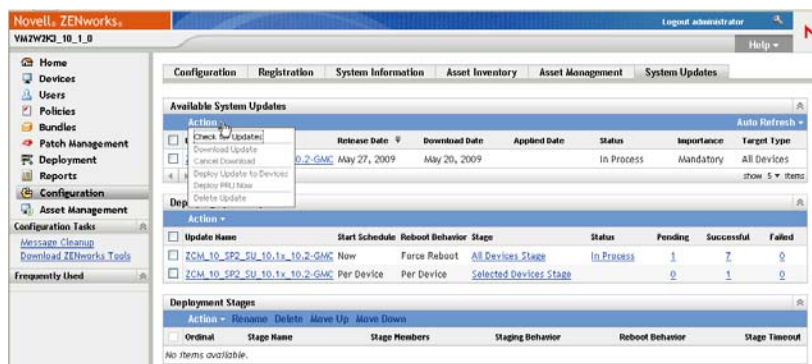 Novell® ZENworks®
Logout administrator
N
VMZW2K3_10_1_0
Help
Home
Devices
Users
Policies
Bundles
Patch Management
Deployment
Reports
Configuration
Asset Management
Configuration Tasks
Message Cleanup
Download ZENworks Tools
Frequently Used
Configuration Registration System Information Asset Inventory Asset Management System Updates
Available System Updates
Action Auto Refresh
Check for Updates
Download Update
Cancel Download
Deploy Update to Devices
Deploy PRU Now
Delete Update
Release Date Download Date Applied Date Status Importance Target Type
0.2-GMC May 27, 2009 May 20, 2009 In Process Mandatory All Devices
show 5 items
Dep
Action
Update Name Start Schedule Reboot Behavior Stage Status Pending Successful Failed
ZCM_10_SP2_SU_10.1x_10.2-GMC Now Force Reboot All Devices Stage In Process 1 7 0
ZCM_10_SP2_SU_10.1x_10.2-GMC Per Device Per Device Selected Devices Stage 0 1 0
Deployment Stages
Action Rename Delete Move Up Move Down
Ordinal Stage Name Stage Members Staging Behavior Reboot Behavior Stage Timeout
No items available.